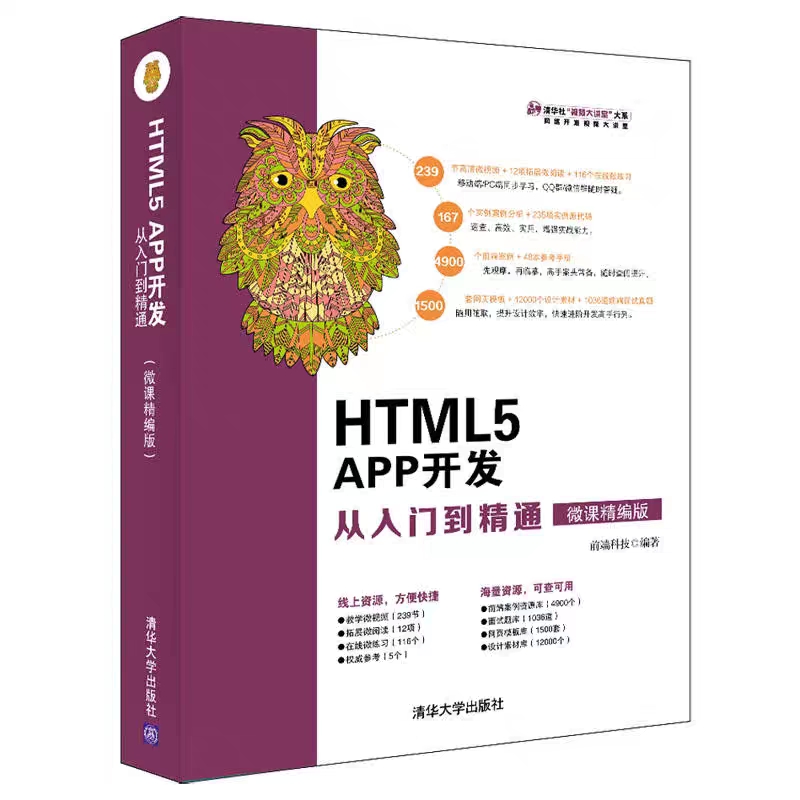 HTML5 APP开发
从入门到精通
（微课精编版）
清华大学出版社
清华社“视频大讲堂”大系
网络开发视频大讲堂
239
节高清微视频 + 12项拓展微阅读 + 116个在线微练习
移动端/PC端同步学习，QQ群/微信群随时答疑。
167
个实例案例分析 + 235项实例源代码
速查、高效、实用，增强实战能力。
4900
个前端案例 + 48本参考手册
先观摩，再临摹，高手案头常备，随时查阅提升。
1500
套网页模板 + 12000个设计素材 + 1036道前端面试真题
随用随取，提升设计效率，快速进阶开发高手行列。
HTML5
APP开发
从入门到精通 微课精编版
前端科技◎编著
线上资源，方便快捷
●教学微视频（239节）
●拓展微阅读（12项）
●在线微练习（116个）
●权威参考（5个）
海量资源，可查可用
●前端案例资源库（4900个）
●面试题库（1036道）
●网页模板库（1500套）
●设计素材库（12000个）
清华大学出版社